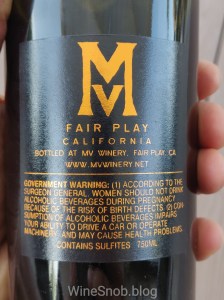 MV
FAIR PLAY
CALIFORNIA
BOTTLED AT MV WINERY, FAIR PLAY, CA
WWW.MVWINERY.NET
GOVERNMENT WARNING: (1) ACCORDING TO THE
SURGEON GENERAL, WOMEN SHOULD NOT DRINK
ALCOHOLIC BEVERAGES DURING PREGNANCY
BECAUSE OF THE RISK OF BIRTH DEFECTS. (2) CON-
SUMPTION OF ALCOHOLIC BEVERAGES IMPAIRS
YOUR ABILITY TO DRIVE A CAR OR OPERATE
MACHINERY, AND MAY CAUSE HEALTH PROBLEMS.
CONTAINS SULFITES 750ML
WineSnob.blog